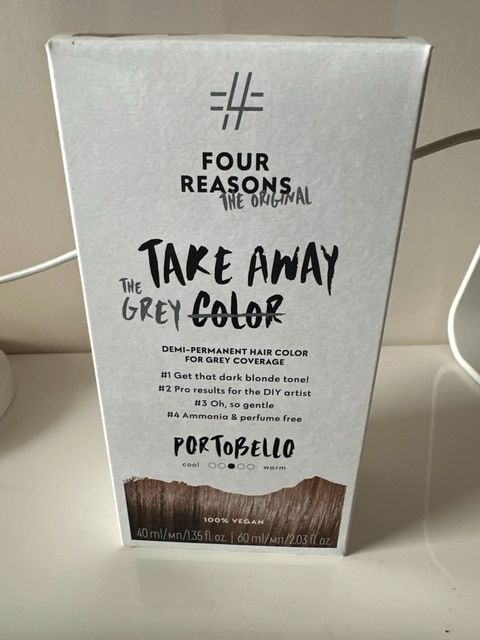 #4
FOUR
REASONS
THE ORIGINAL
TAKE AWAY
THE
GREY COLOR
DEMI-PERMANENT HAIR COLOR
FOR GREY COVERAGE
#1 Get that dark blonde tone!
#2 Pro results for the DIY artist
#3 Oh, so gentle
#4 Ammonia & perfume free
PORTOBELLO
cool warm
100% VEGAN
40 ml/мл/1.35 fl. oz. | 60 ml/мл/2.03 fl. oz.